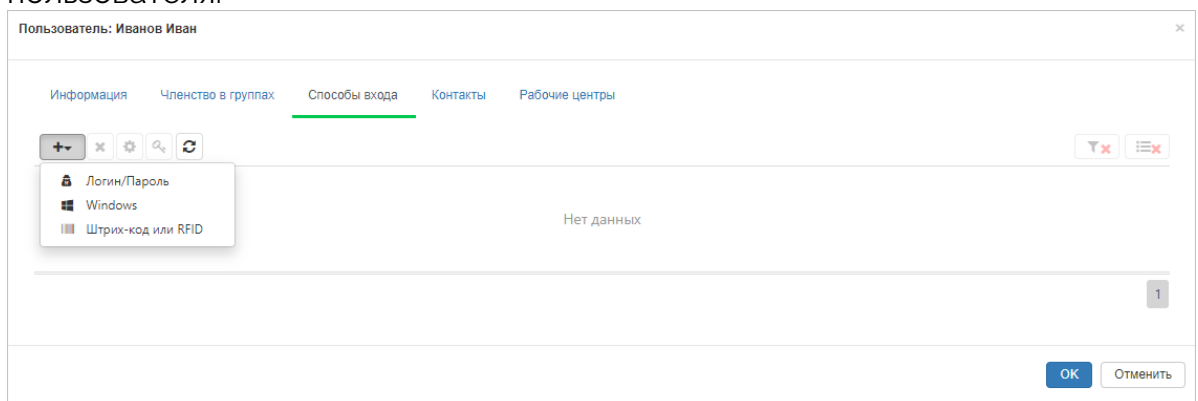 пользователя.
Пользователь: Иванов Иван ×
Информация Членство в группах Способы входа Контакты Рабочие центры
Логин/Пароль
Windows
Штрих-код или RFID
Нет данных
1
OK Отменить